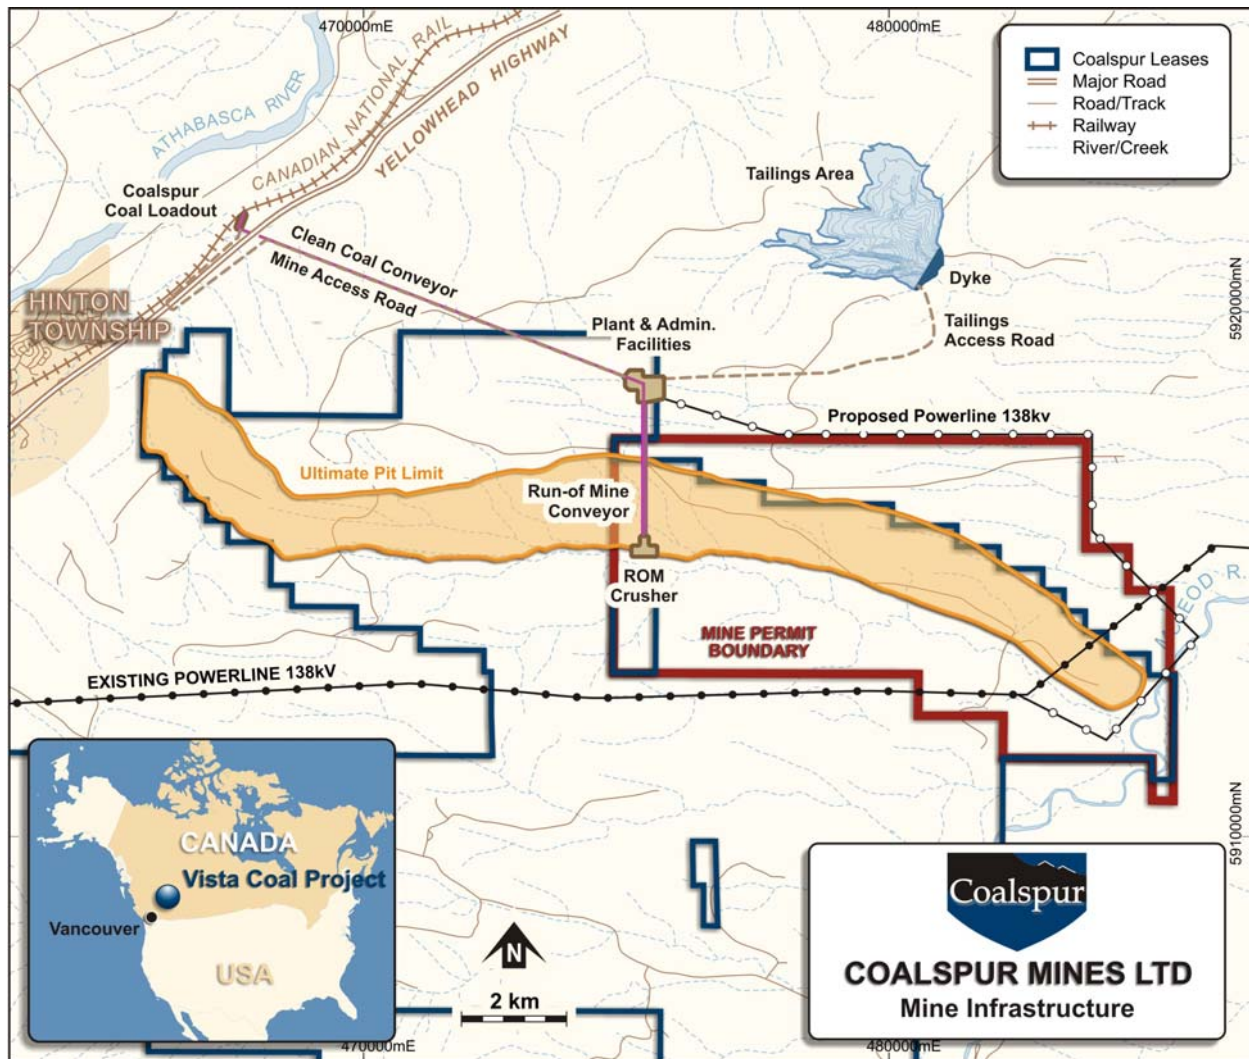 470000mE
480000mE
CANADIAN NATIONAL RAIL
YELLOWHEAD HIGHWAY
ATHABASCA RIVER
Coalspur Leases
Major Road
Road/Track
Railway
River/Creek
Coalspur
Coal Loadout
Tailings Area
Clean Coal Conveyor
Mine Access Road
Dyke
5920000mN
HINTON
TOWNSHIP
Plant & Admin.
Facilities
Tailings
Access Road
Proposed Powerline 138kv
Ultimate Pit Limit
Run-of Mine
Conveyor
ROM
Crusher
MCLEOD R.
MINE PERMIT
BOUNDARY
EXISTING POWERLINE 138kV
CANADA
Vista Coal Project
Vancouver
USA
N
2 km
5910000mN
Coalspur
COALSPUR MINES LTD
Mine Infrastructure
470000mE
480000mE